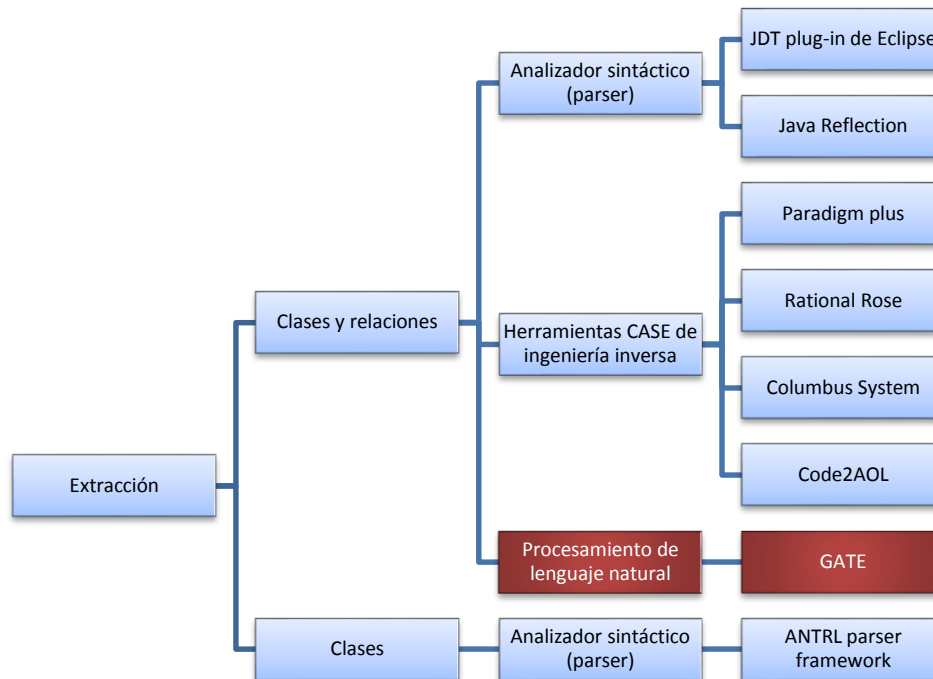 JDT plug-in de Eclipse
Analizador sintáctico
(parser)
Java Reflection
Paradigm plus
Rational Rose
Clases y relaciones
Herramientas CASE de
ingeniería inversa
Columbus System
Code2AOL
Extracción
Procesamiento de
lenguaje natural
GATE
Clases
Analizador sintáctico
(parser)
ANTRL parser
framework